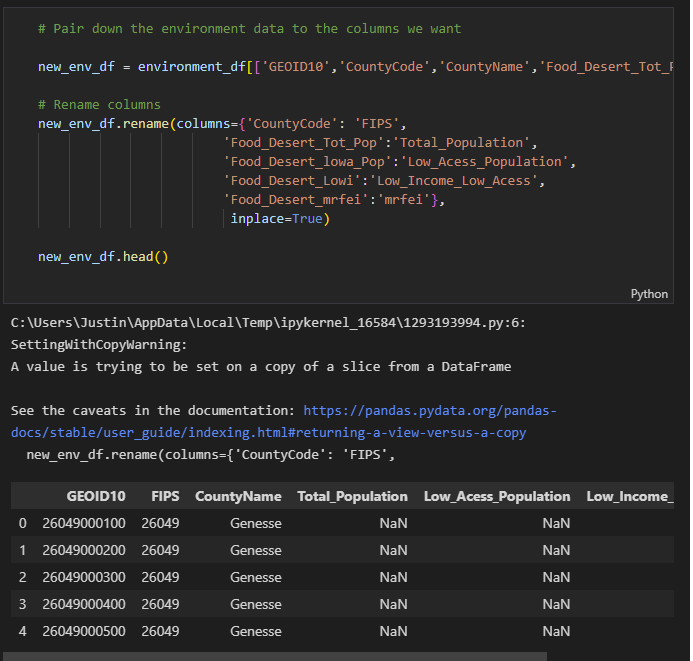 # Pair down the environment data to the columns we want
new_env_df = environment_df[['GEOID10','CountyCode','CountyName','Food_Desert_Tot_P
# Rename columns
new_env_df.rename(columns={'CountyCode': 'FIPS',
'Food_Desert_Tot_Pop':'Total_Population',
'Food_Desert_lowa_Pop':'Low_Acess_Population',
'Food_Desert_Lowi':'Low_Income_Low_Acess',
'Food_Desert_mrfei':'mrfei'},
inplace=True)
new_env_df.head()
Python
C:\Users\Justin\AppData\Local\Temp\ipykernel_16584\1293193994.py:6:
SettingWithCopyWarning:
A value is trying to be set on a copy of a slice from a DataFrame
See the caveats in the documentation: https://pandas.pydata.org/pandas-
docs/stable/user_guide/indexing.html#returning-a-view-versus-a-copy
new_env_df.rename(columns={'CountyCode': 'FIPS',
GEOID10 FIPS CountyName Total_Population Low_Acess_Population Low_Income_
0 26049000100 26049 Genesse NaN NaN
1 26049000200 26049 Genesse NaN NaN
2 26049000300 26049 Genesse NaN NaN
3 26049000400 26049 Genesse NaN NaN
4 26049000500 26049 Genesse NaN NaN